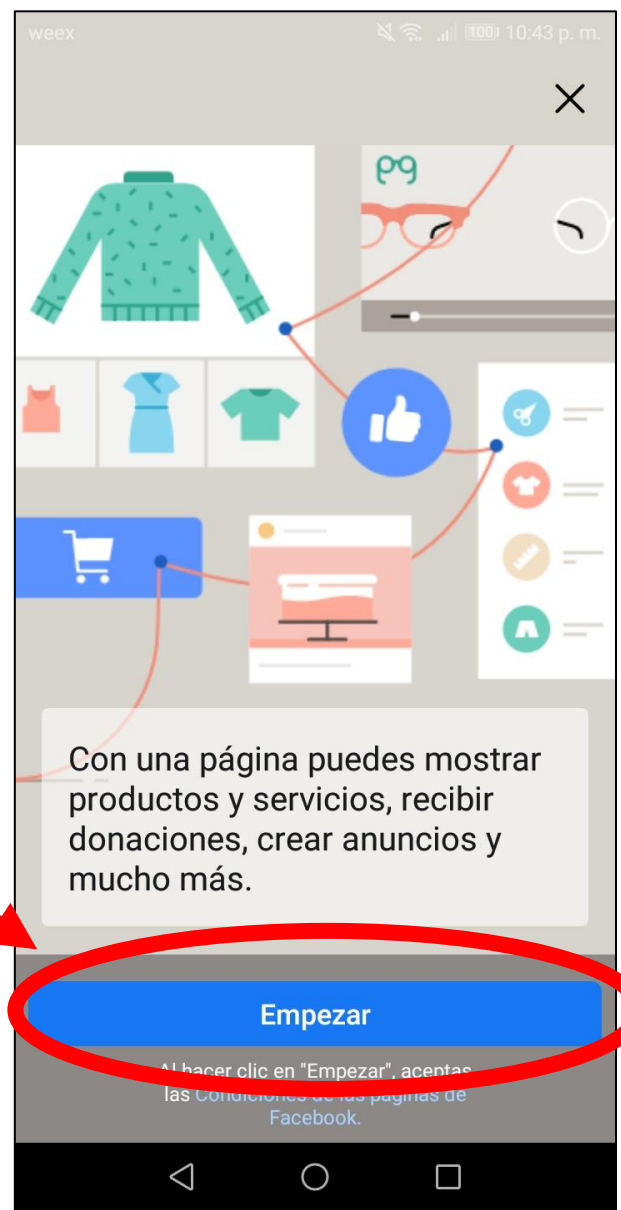 weex 100 10:43 p. m.
Con una página puedes mostrar
productos y servicios, recibir
donaciones, crear anuncios y
mucho más.
Empezar
Al hacer clic en "Empezar", aceptas
las Condiciones de las páginas de
Facebook.